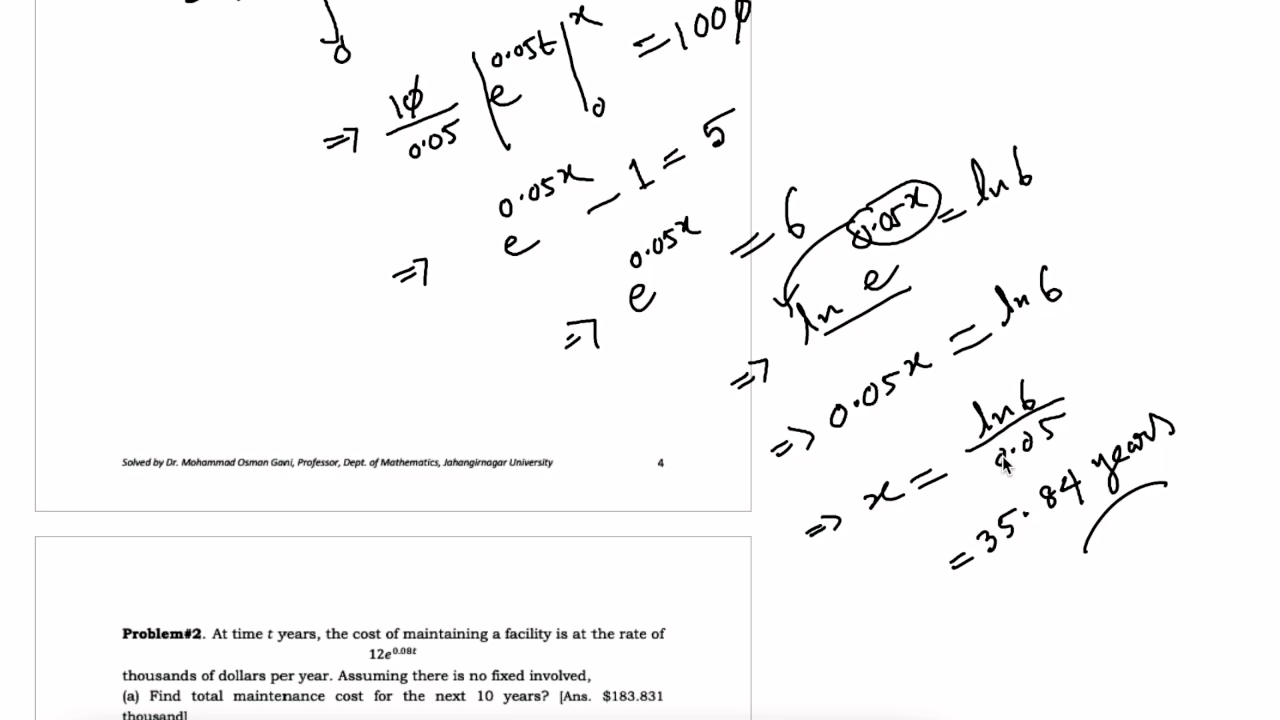 0
⇒ 10/0.05 |e^0.05t|_0^x = 100
⇒ e^0.05x − 1 = 5
⇒ e^0.05x = 6
⇒ ln e^0.05x = ln 6
⇒ 0.05x = ln 6
⇒ x = ln 6/0.05
= 35.84 years
Solved by Dr. Mohammad Osman Gani, Professor, Dept. of Mathematics, Jahangirnagar University 4
Problem#2. At time t years, the cost of maintaining a facility is at the rate of
12e^0.08t
thousands of dollars per year. Assuming there is no fixed involved,
(a) Find total maintenance cost for the next 10 years? [Ans. $183.831
thousand]